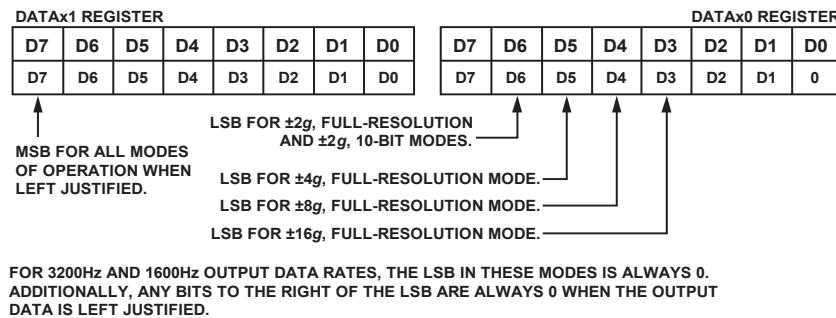 DATAx1 REGISTER
DATAx0 REGISTER
D7 D6 D5 D4 D3 D2 D1 D0
D7 D6 D5 D4 D3 D2 D1 D0
D7 D6 D5 D4 D3 D2 D1 D0
D7 D6 D5 D4 D3 D2 D1 0
MSB FOR ALL MODES
OF OPERATION WHEN
LEFT JUSTIFIED.
LSB FOR ±2g, FULL-RESOLUTION
AND ±2g, 10-BIT MODES.
LSB FOR ±4g, FULL-RESOLUTION MODE.
LSB FOR ±8g, FULL-RESOLUTION MODE.
LSB FOR ±16g, FULL-RESOLUTION MODE.
FOR 3200Hz AND 1600Hz OUTPUT DATA RATES, THE LSB IN THESE MODES IS ALWAYS 0.
ADDITIONALLY, ANY BITS TO THE RIGHT OF THE LSB ARE ALWAYS 0 WHEN THE OUTPUT
DATA IS LEFT JUSTIFIED.